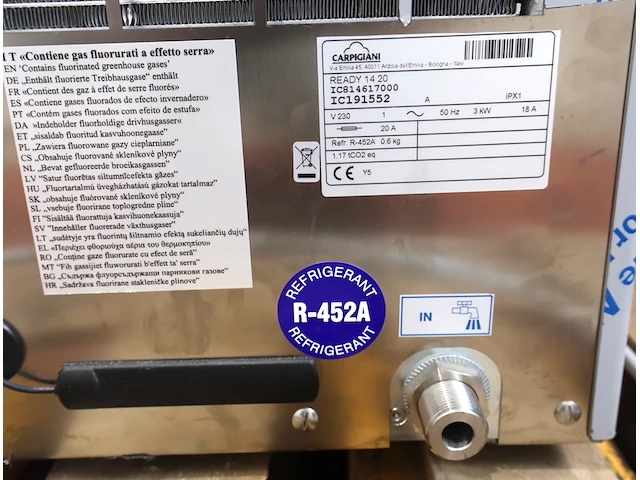 IT «Contiene gas fluorurati a effetto serra»
EN 'Contains fluorinated greenhouse gases'
DE „Enthält fluorierte Treibhausgase" enthält
FR «Contient des gaz à effet de serre fluorés»
ES «Contiene gases fluorados de efecto invernadero»
PT «Contém gases fluorados com efeito de estufa»
DA »Indeholder fluorholdige drivhusgasser«
ET „sisaldab fluoritud kasvuhoonegaase"
PL „Zawiera fluorowane gazy cieplarniane"
CS „Obsahuje fluorované skleníkové plyny"
NL „Bevat gefluoreerde broeikasgassen"
LV "Satur fluorētas siltumnīcefekta gāzes"
HU „Fluortartalmú üvegházhatású gázokat tartalmaz"
SK „obsahuje fluórované skleníkové plyny"
SL „vsebuje fluorirane toplogredne pline"
FI "Sisältää fluorattuja kasvihuonekaasuja"
SV "Innehåller fluorerade växthusgaser"
LT „sudėtyje yra fluorintų šiltnamio efektą sukeliančių dujų"
EL «Περιέχει φθοριούχα αέρια του θερμοκηπίου»
RO „Conține gaze fluorurate cu efect de seră"
MT "Fih gassijiet fluworurati b'effett ta' serra"
BG „Съдържа флуоросъдържащи парникови газове"
HR „Sadržava fluorirane stakleničke plinove"
CARPIGIANI
Via Emilia 45, 40011 Anzola dell'Emilia - Bologna - Italy
READY 14 20
IC814617000
IC191552 A IPX1
V 230 1 50 Hz 3 kW 18 A
20 A
Refr. R-452A 0.6 kg
1,17 tCO2 eq
CE Y5
REFRIGERANT
R-452A
REFRIGERANT
IN